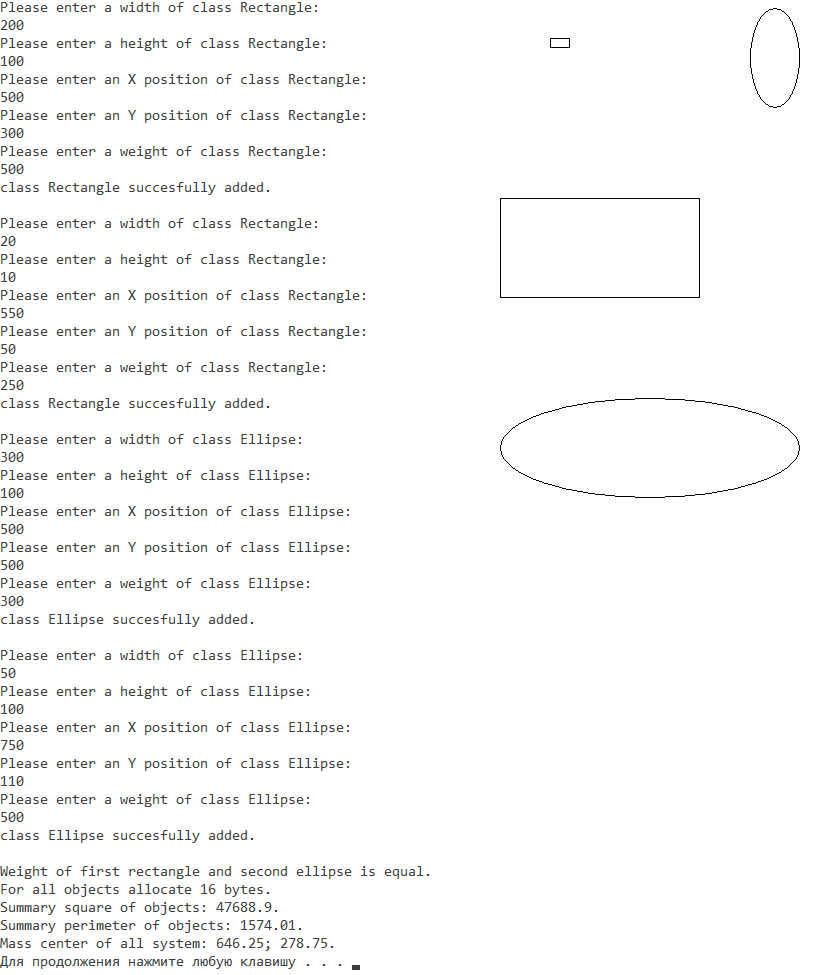 Please enter a width of class Rectangle:
200
Please enter a height of class Rectangle:
100
Please enter an X position of class Rectangle:
500
Please enter an Y position of class Rectangle:
300
Please enter a weight of class Rectangle:
500
class Rectangle succesfully added.
Please enter a width of class Rectangle:
20
Please enter a height of class Rectangle:
10
Please enter an X position of class Rectangle:
550
Please enter an Y position of class Rectangle:
50
Please enter a weight of class Rectangle:
250
class Rectangle succesfully added.
Please enter a width of class Ellipse:
300
Please enter a height of class Ellipse:
100
Please enter an X position of class Ellipse:
500
Please enter an Y position of class Ellipse:
500
Please enter a weight of class Ellipse:
300
class Ellipse succesfully added.
Please enter a width of class Ellipse:
50
Please enter a height of class Ellipse:
100
Please enter an X position of class Ellipse:
750
Please enter an Y position of class Ellipse:
110
Please enter a weight of class Ellipse:
500
class Ellipse succesfully added.
Weight of first rectangle and second ellipse is equal.
For all objects allocate 16 bytes.
Summary square of objects: 47688.9.
Summary perimeter of objects: 1574.01.
Mass center of all system: 646.25; 278.75.
Для продолжения нажмите любую клавишу . . .